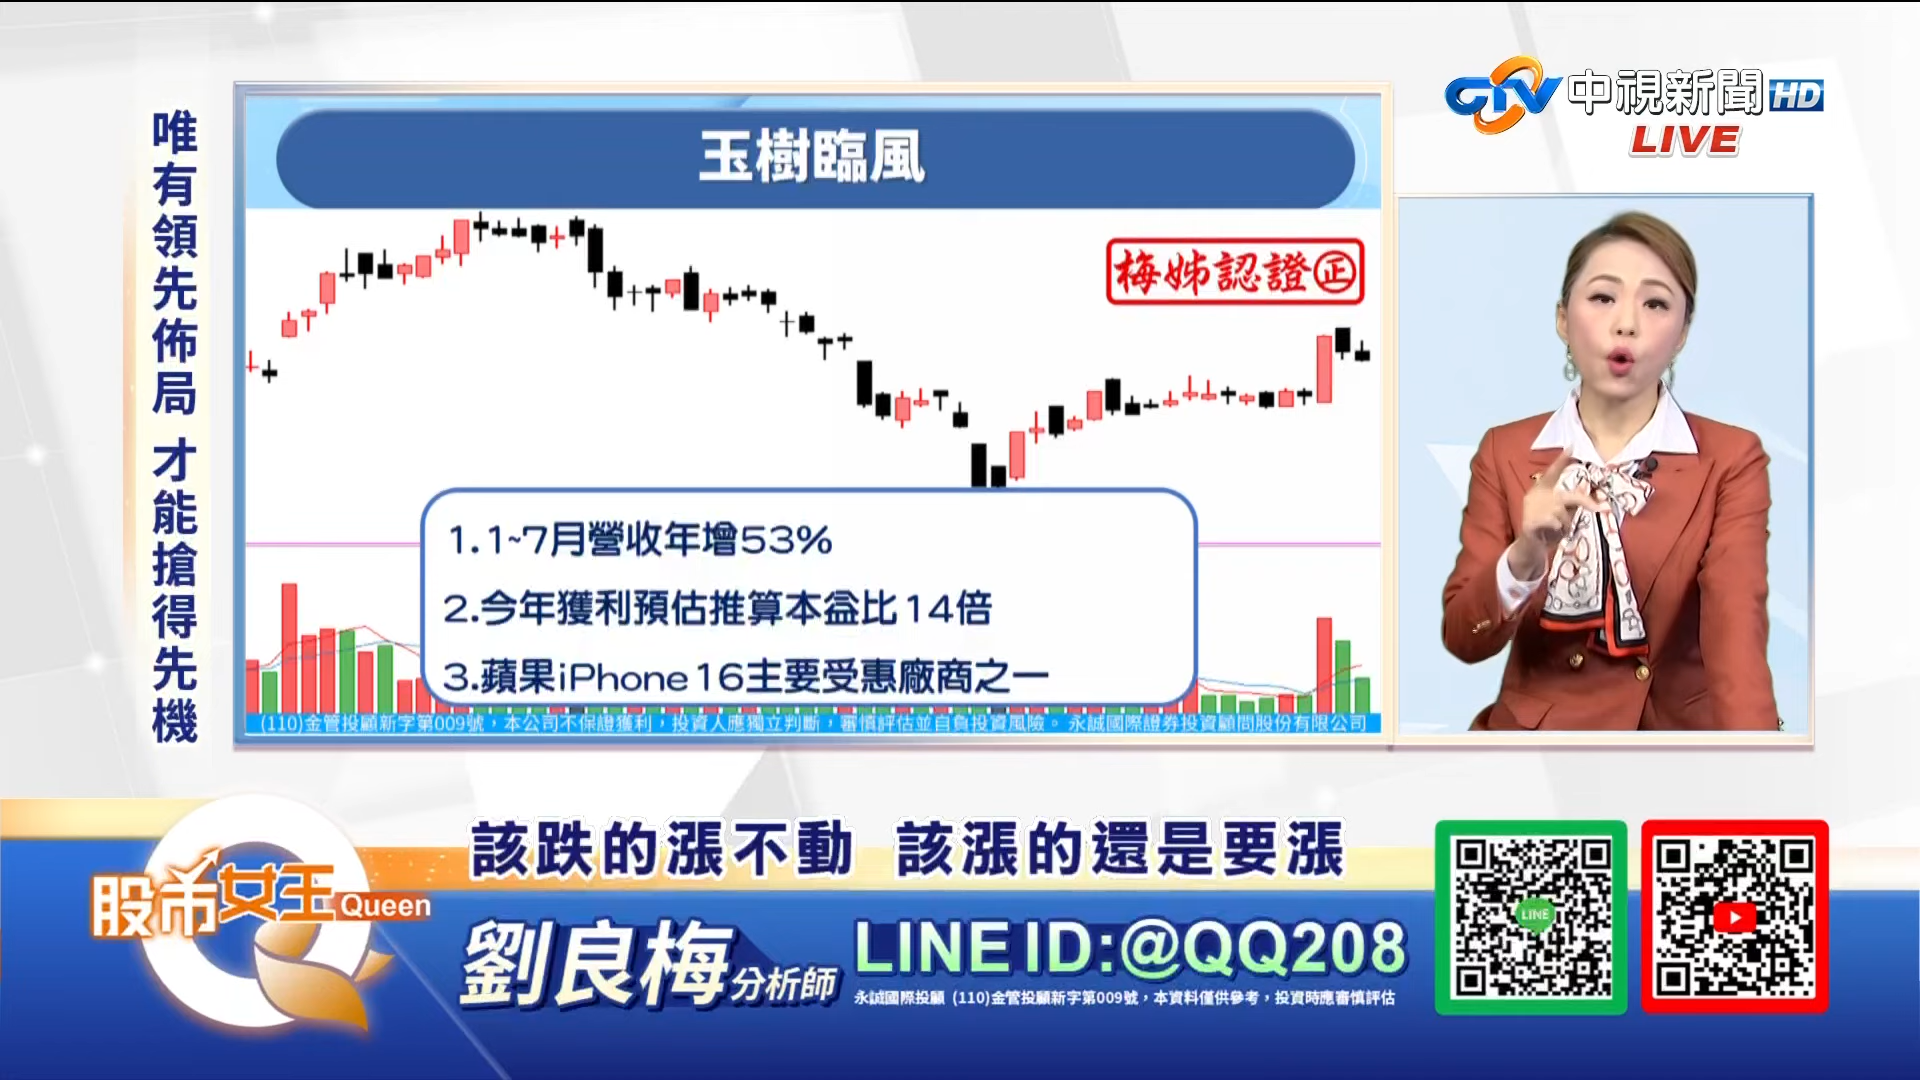 唯有領先佈局 才能搶得先機
玉樹臨風
梅姊認證正
1.1~7月營收年增53%
2.今年獲利預估推算本益比14倍
3.蘋果iPhone16主要受惠廠商之一
(110)金管投顧新字第009號，本公司不保證獲利，投資人應獨立判斷，審慎評估並自負投資風險。 永誠國際證券投資顧問股份有限公司
CTV 中視新聞 HD
LIVE
該跌的漲不動 該漲的還是要漲
股市女王Queen
劉良梅分析師
LINE ID:@QQ208
永誠國際投顧 (110)金管投顧新字第009號，本資料僅供參考，投資時應審慎評估
LINE